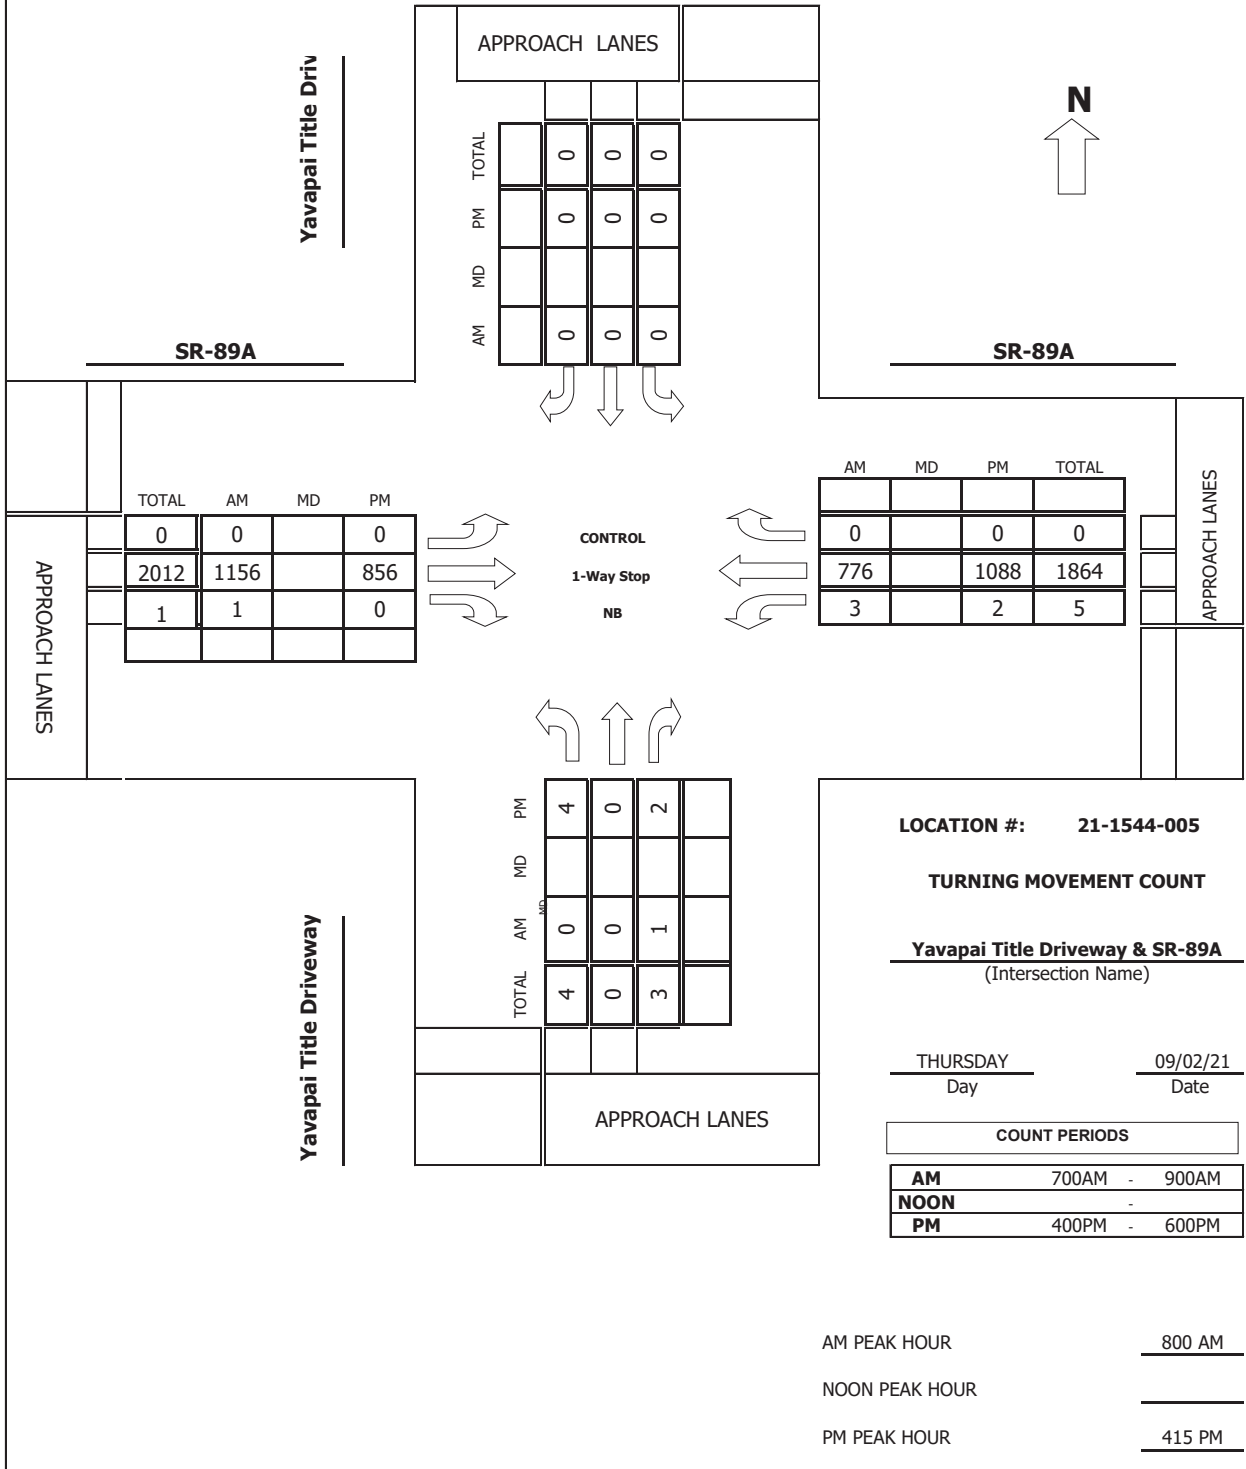 APPROACH LANES
Yavapai Title Driv
N
TOTAL
0 0 0
PM
0 0 0
MD
AM
0 0 0
SR-89A
SR-89A
TOTAL AM MD PM
0 0 0
2012 1156 856
1 1 0
APPROACH LANES
CONTROL
1-Way Stop
NB
AM MD PM TOTAL
0 0 0
776 1088 1864
3 2 5
APPROACH LANES
PM
4 0 2
MD
MD
AM
0 0 1
TOTAL
4 0 3
Yavapai Title Driveway
APPROACH LANES
LOCATION #: 21-1544-005
TURNING MOVEMENT COUNT
Yavapai Title Driveway & SR-89A
(Intersection Name)
THURSDAY 09/02/21
Day Date
COUNT PERIODS
AM 700AM - 900AM
NOON -
PM 400PM - 600PM
AM PEAK HOUR 800 AM
NOON PEAK HOUR
PM PEAK HOUR 415 PM